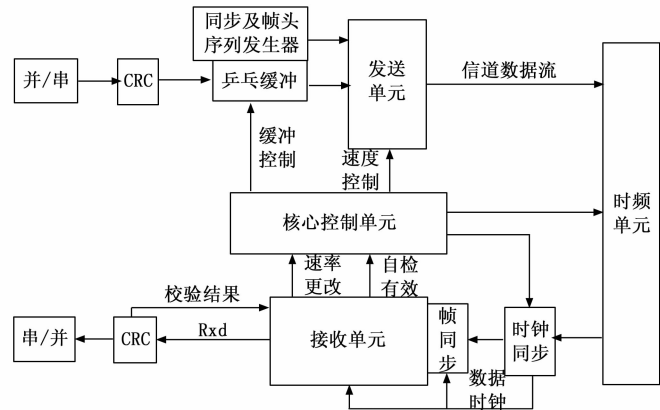 同步及帧头
序列发生器
并/串
CRC
乒乓缓冲
发送
单元
信道数据流
缓冲
控制
速度
控制
时频
单元
核心控制单元
速率
更改
自检
有效
校验结果
串/并
CRC
Rxd
接收单元
帧
同
步
时钟
同步
数据
时钟